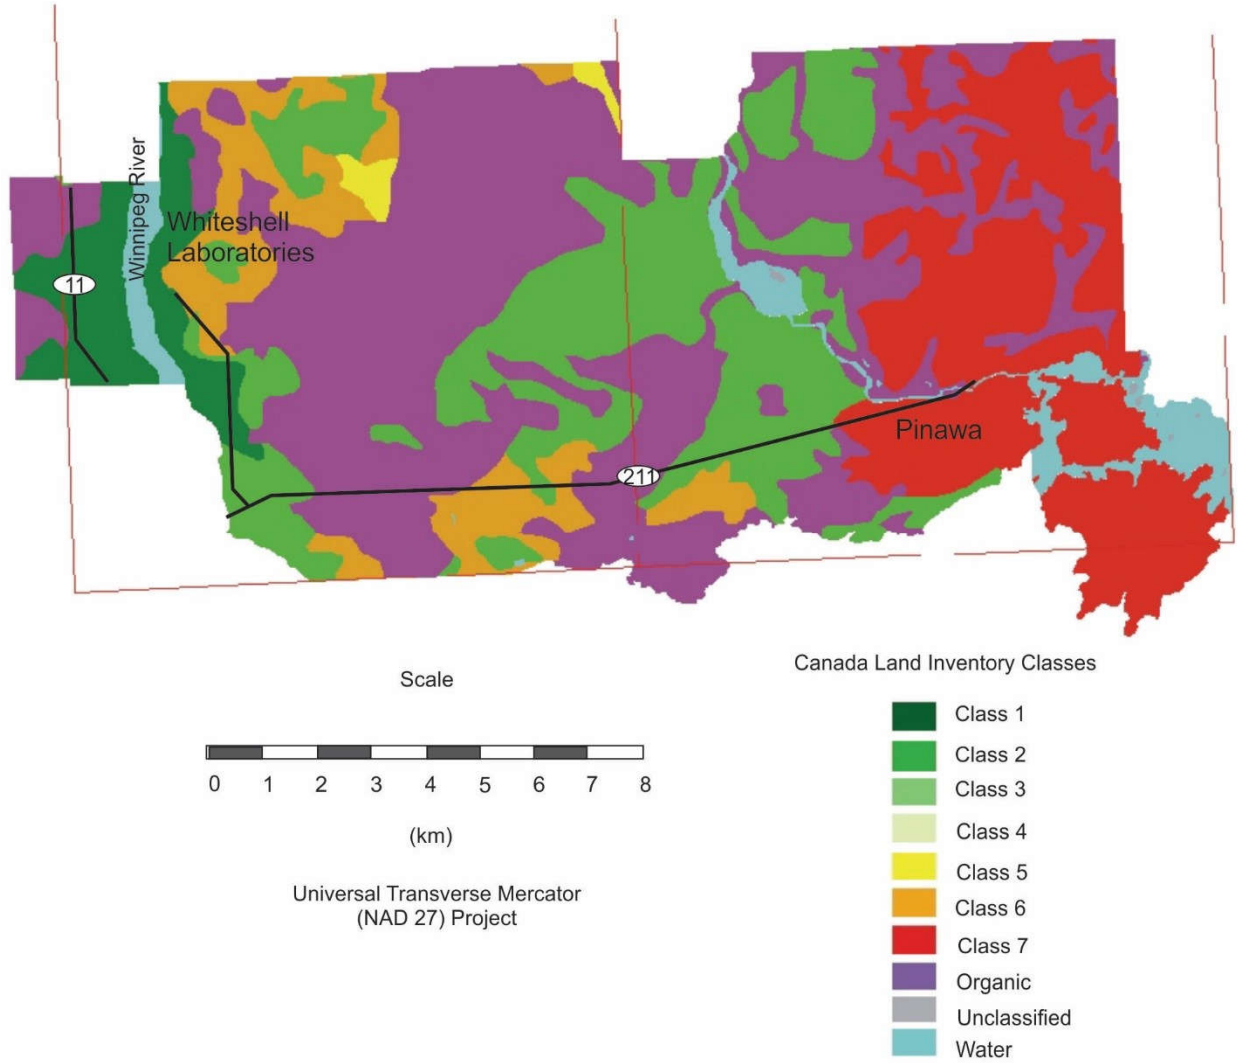 Winnipeg River
Whiteshell
Laboratories
11
211
Pinawa
Scale
0 1 2 3 4 5 6 7 8
(km)
Universal Transverse Mercator
(NAD 27) Project
Canada Land Inventory Classes
Class 1
Class 2
Class 3
Class 4
Class 5
Class 6
Class 7
Organic
Unclassified
Water